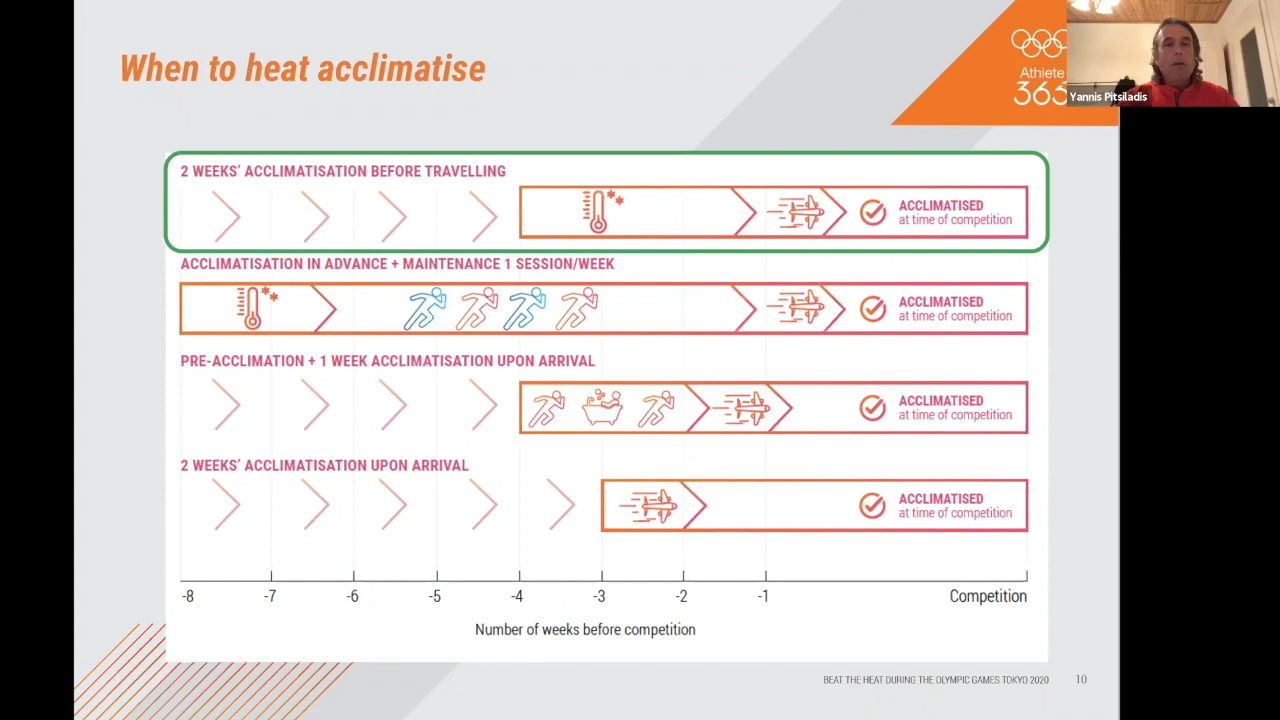 When to heat acclimatise
Athlete
365
Yannis Pitsiladis
2 WEEKS' ACCLIMATISATION BEFORE TRAVELLING
ACCLIMATISED
at time of competition
ACCLIMATISATION IN ADVANCE + MAINTENANCE 1 SESSION/WEEK
ACCLIMATISED
at time of competition
PRE-ACCLIMATION + 1 WEEK ACCLIMATISATION UPON ARRIVAL
ACCLIMATISED
at time of competition
2 WEEKS' ACCLIMATISATION UPON ARRIVAL
ACCLIMATISED
at time of competition
-8 -7 -6 -5 -4 -3 -2 -1 Competition
Number of weeks before competition
BEAT THE HEAT DURING THE OLYMPIC GAMES TOKYO 2020 10